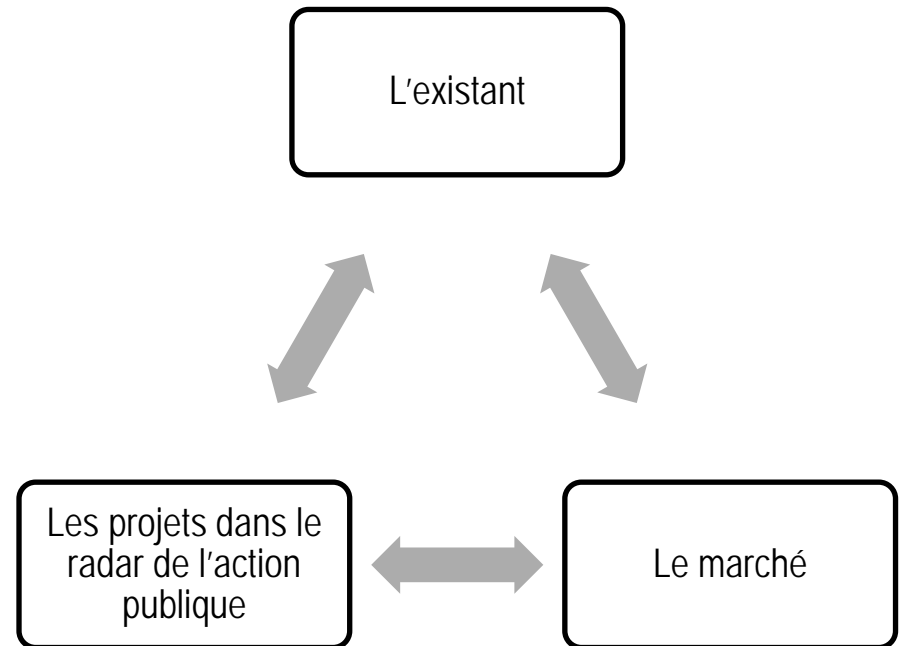 L'existant
Les projets dans le
radar de l'action
publique
Le marché